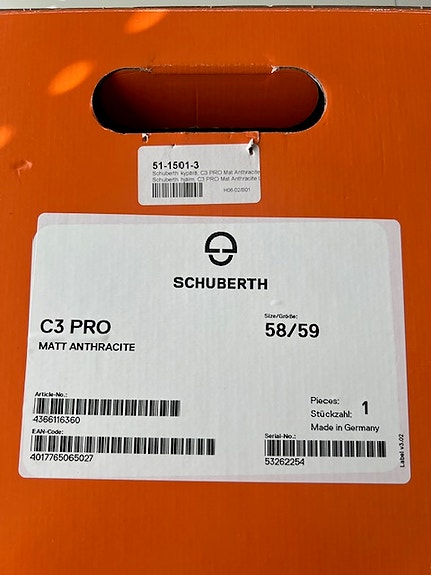 51-1501-3
Schuberth kypärä, C3 PRO Mat Anthracite
Schuberth hjälm, C3 PRO Mat Anthracite
SCHUBERTH
C3 PRO
MATT ANTHRACITE
Size/Größe:
58/59
Article-No.:
4366116360
Pieces:
Stückzahl: 1
Made in Germany
EAN-Code:
4017765065027
Serial-No.:
53262254
Label v3.02